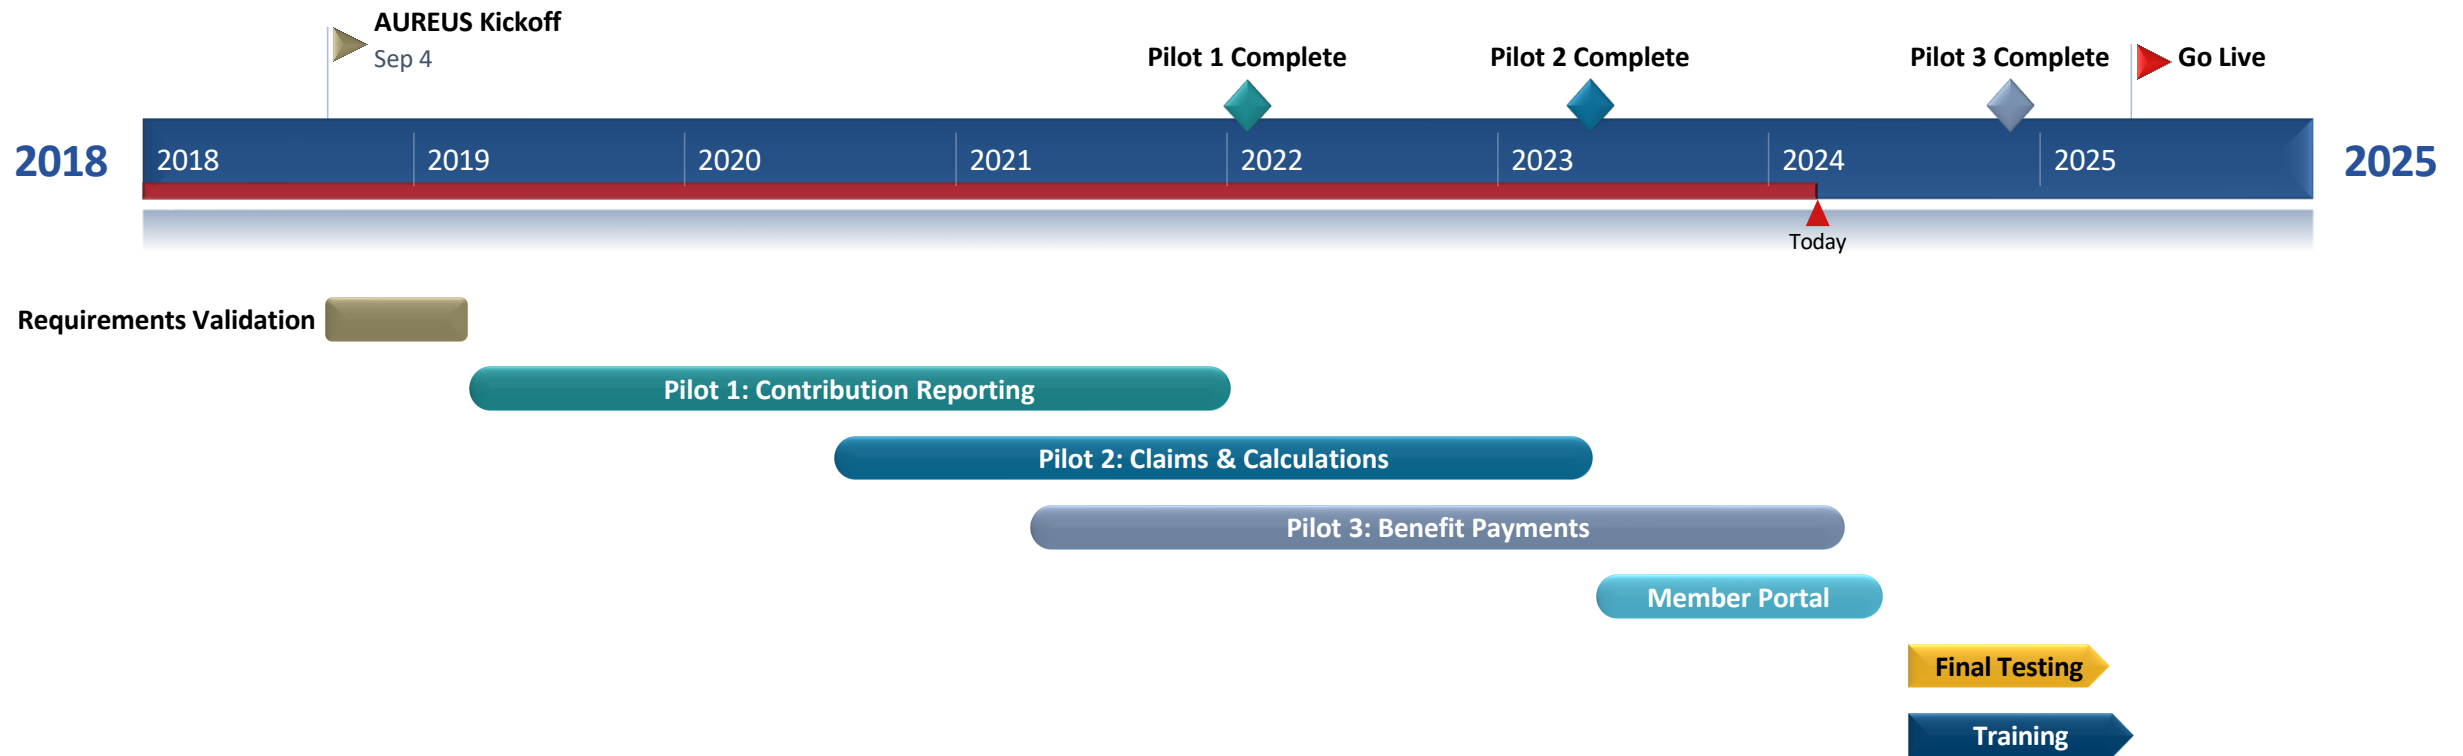 AUREUS Kickoff
Sep 4
Pilot 1 Complete
Pilot 2 Complete
Pilot 3 Complete
Go Live
2018
2018
2019
2020
2021
2022
2023
2024
2025
2025
Today
Requirements Validation
Pilot 1: Contribution Reporting
Pilot 2: Claims & Calculations
Pilot 3: Benefit Payments
Member Portal
Final Testing
Training